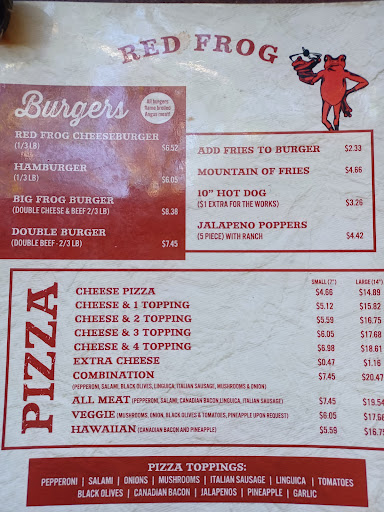 RED FROG
Burgers
All burgers
flame broiled
Angus meat!
RED FROG CHEESEBURGER
(1/3 LB) $6.52
HAMBURGER
(1/3 LB) $6.05
BIG FROG BURGER
(DOUBLE CHEESE & BEEF 2/3 LB) $8.38
DOUBLE BURGER
(DOUBLE BEEF - 2/3 LB) $7.45
ADD FRIES TO BURGER $2.33
MOUNTAIN OF FRIES $4.66
10" HOT DOG
($1 EXTRA FOR THE WORKS) $3.26
JALAPENO POPPERS
(5 PIECE) WITH RANCH $4.42
PIZZA
SMALL (7") LARGE (14")
CHEESE PIZZA $4.66 $14.89
CHEESE & 1 TOPPING $5.12 $15.82
CHEESE & 2 TOPPING $5.59 $16.75
CHEESE & 3 TOPPING $6.05 $17.68
CHEESE & 4 TOPPING $6.98 $18.61
EXTRA CHEESE $0.47 $1.16
COMBINATION $7.45 $20.47
(PEPPERONI, SALAMI, BLACK OLIVES, LINGUICA, ITALIAN SAUSAGE, MUSHROOMS & ONION)
ALL MEAT (PEPPERONI, SALAMI, CANADIAN BACON, LINGUICA, ITALIAN SAUSAGE) $7.45 $19.54
VEGGIE (MUSHROOMS, ONION, BLACK OLIVES & TOMATOES, PINEAPPLE UPON REQUEST) $6.05 $17.68
HAWAIIAN (CANADIAN BACON AND PINEAPPLE) $5.59 $16.75
PIZZA TOPPINGS:
PEPPERONI | SALAMI | ONIONS | MUSHROOMS | ITALIAN SAUSAGE | LINGUICA | TOMATOES
BLACK OLIVES | CANADIAN BACON | JALAPENOS | PINEAPPLE | GARLIC